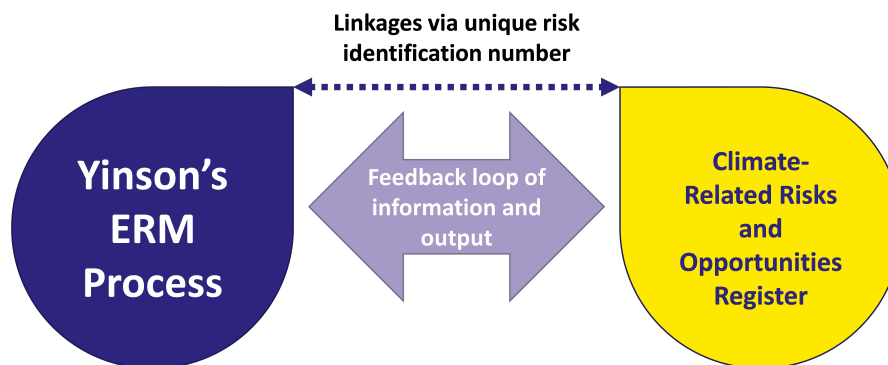 Linkages via unique risk
identification number
Yinson’s
ERM
Process
Feedback loop of
information and
output
Climate-
Related Risks
and
Opportunities
Register